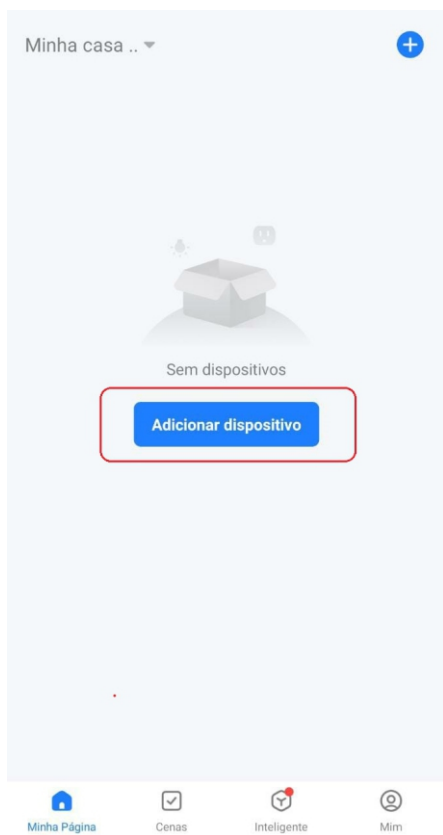 Minha casa ..
Sem dispositivos
Adicionar dispositivo
Minha Página
Cenas
Inteligente
Mim